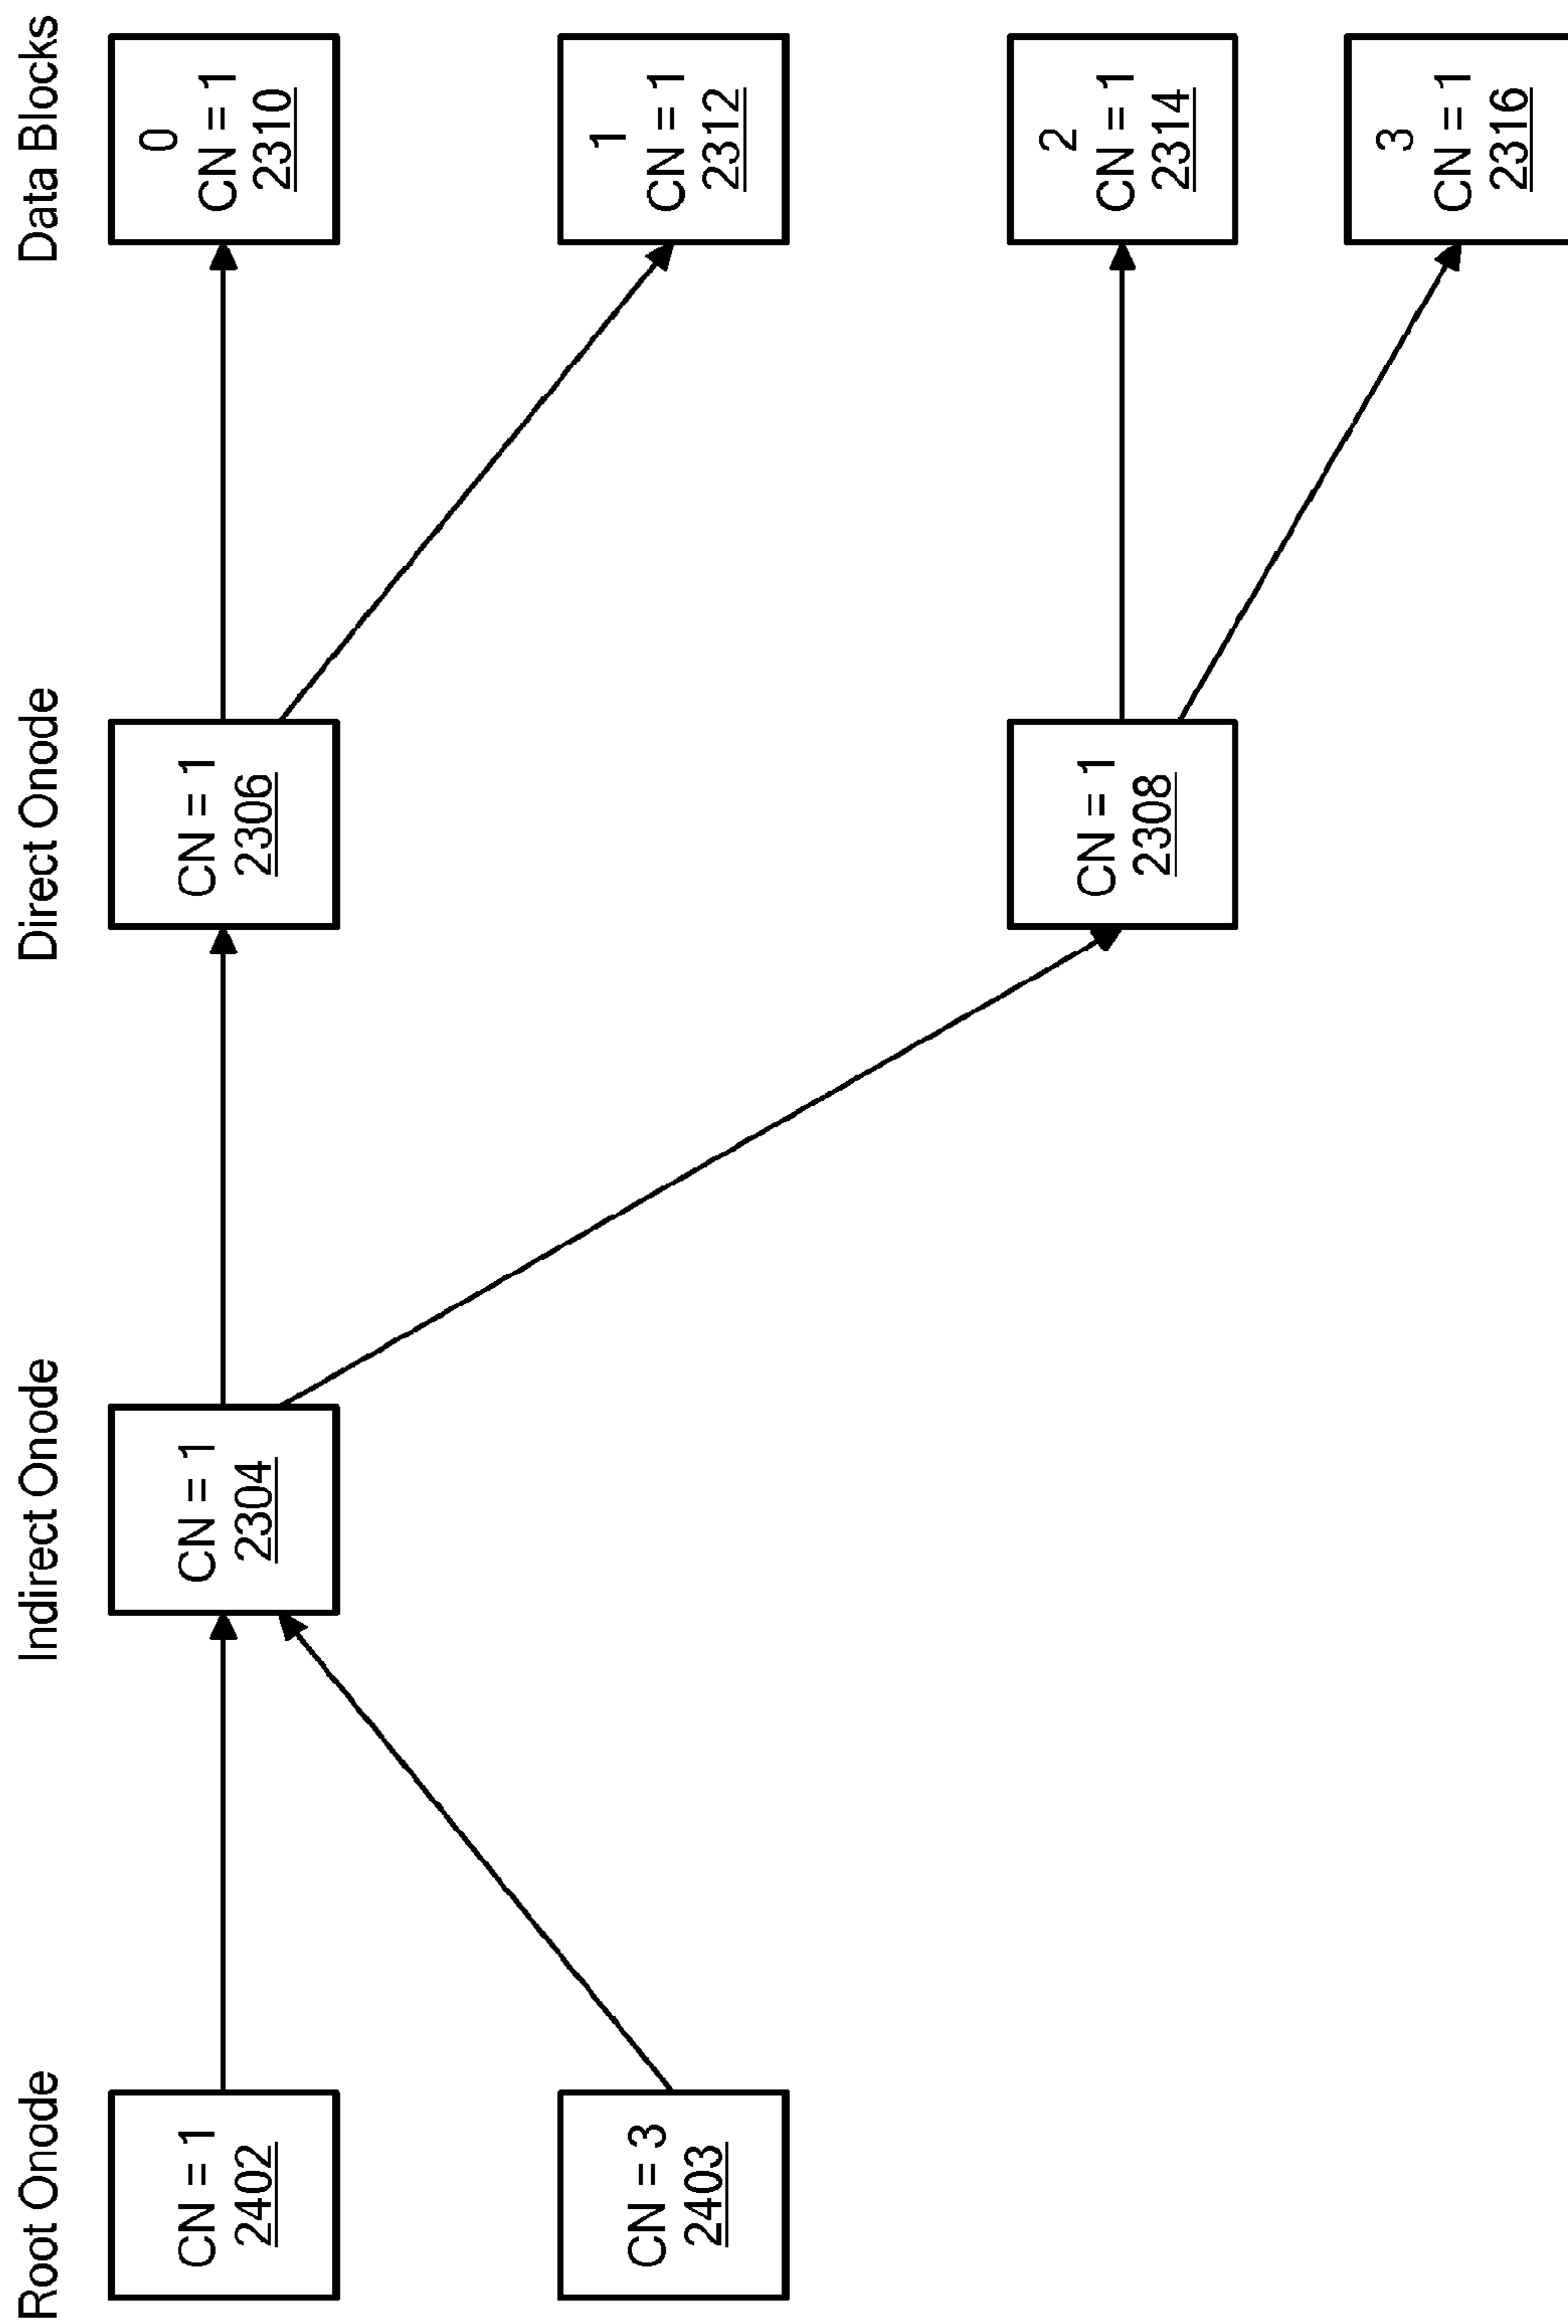 Root Onode
Indirect Onode
Direct Onode
Data Blocks
CN = 1
2402
CN = 1
2304
CN = 1
2306
0
CN = 1
2310
CN = 3
2403
1
CN = 1
2312
CN = 1
2308
2
CN = 1
2314
3
CN = 1
2316